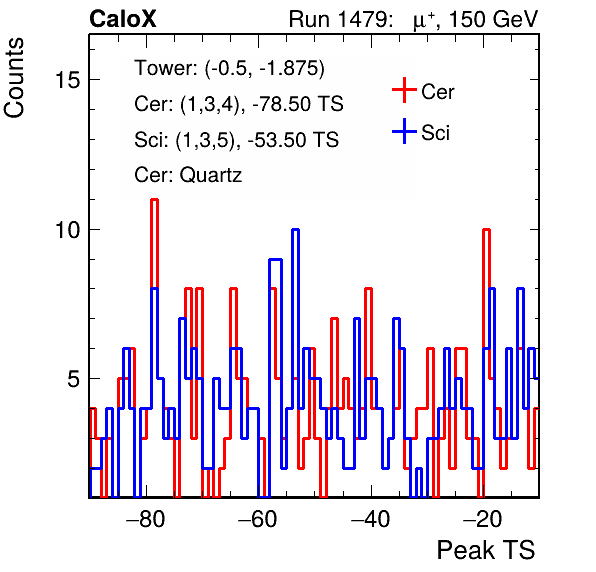 CaloX Run 1479: μ⁺, 150 GeV
Counts
Tower: (-0.5, -1.875)
Cer: (1,3,4), -78.50 TS
Sci: (1,3,5), -53.50 TS
Cer: Quartz
Cer
Sci
15
10
5
−80 −60 −40 −20
Peak TS